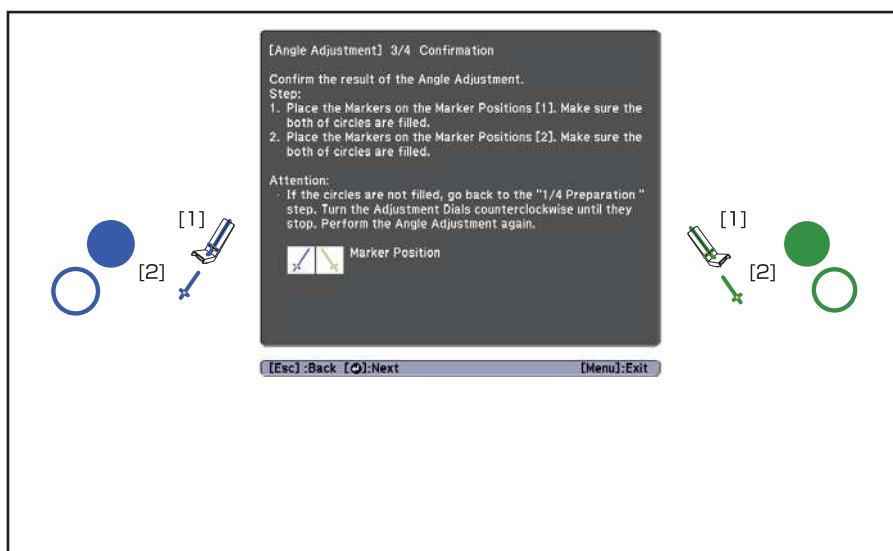 [Angle Adjustment] 3/4 Confirmation
Confirm the result of the Angle Adjustment.
Step:
1. Place the Markers on the Marker Positions [1]. Make sure the
both of circles are filled.
2. Place the Markers on the Marker Positions [2]. Make sure the
both of circles are filled.
Attention:
· If the circles are not filled, go back to the "1/4 Preparation "
step. Turn the Adjustment Dials counterclockwise until they
stop. Perform the Angle Adjustment again.
[1]
[2]
Marker Position
[1]
[2]
[Esc] :Back [⏎]:Next [Menu]:Exit